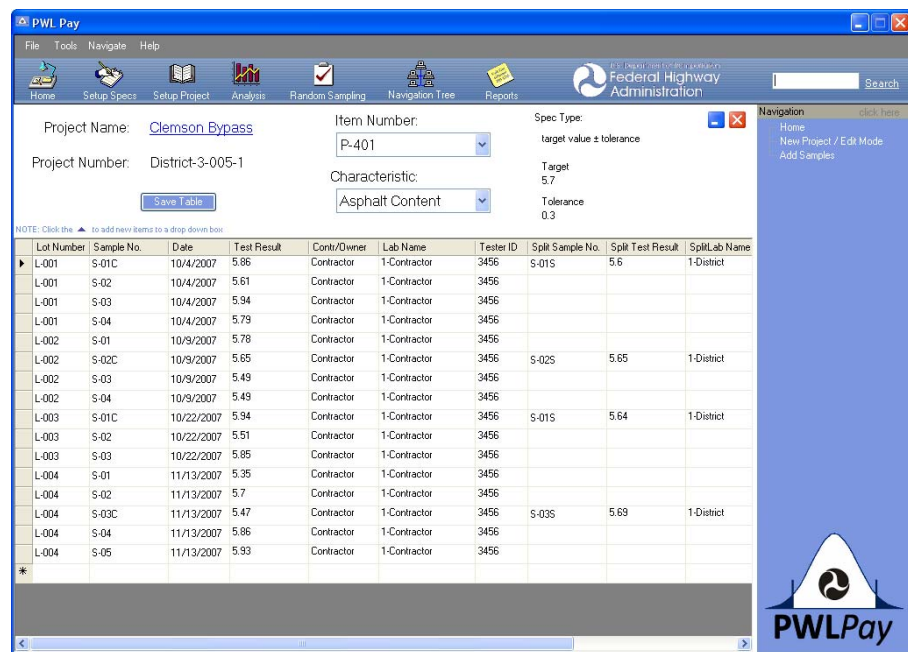 PWL Pay
File Tools Navigate Help
Home Setup Specs Setup Project Analysis Random Sampling Navigation Tree Reports
Federal Highway
Administration
Search
Navigation click here
Home
New Project / Edit Mode
Add Samples
Project Name: Clemson Bypass
Project Number: District-3-005-1
Save Table
Item Number:
P-401
Characteristic:
Asphalt Content
Spec Type:
target value ± tolerance
Target
5.7
Tolerance
0.3
NOTE: Click the ▲ to add new items to a drop down box
Lot Number Sample No. Date Test Result Contr/Owner Lab Name Tester ID Split Sample No. Split Test Result SplitLab Name
L-001 S-01C 10/4/2007 5.86 Contractor 1-Contractor 3456 S-01S 5.6 1-District
L-001 S-02 10/4/2007 5.61 Contractor 1-Contractor 3456
L-001 S-03 10/4/2007 5.94 Contractor 1-Contractor 3456
L-001 S-04 10/4/2007 5.79 Contractor 1-Contractor 3456
L-002 S-01 10/9/2007 5.78 Contractor 1-Contractor 3456
L-002 S-02C 10/9/2007 5.65 Contractor 1-Contractor 3456 S-02S 5.65 1-District
L-002 S-03 10/9/2007 5.49 Contractor 1-Contractor 3456
L-002 S-04 10/9/2007 5.49 Contractor 1-Contractor 3456
L-003 S-01C 10/22/2007 5.94 Contractor 1-Contractor 3456 S-01S 5.64 1-District
L-003 S-02 10/22/2007 5.51 Contractor 1-Contractor 3456
L-003 S-03 10/22/2007 5.85 Contractor 1-Contractor 3456
L-004 S-01 11/13/2007 5.35 Contractor 1-Contractor 3456
L-004 S-02 11/13/2007 5.7 Contractor 1-Contractor 3456
L-004 S-03C 11/13/2007 5.47 Contractor 1-Contractor 3456 S-03S 5.69 1-District
L-004 S-04 11/13/2007 5.86 Contractor 1-Contractor 3456
L-004 S-05 11/13/2007 5.93 Contractor 1-Contractor 3456
PWLPay